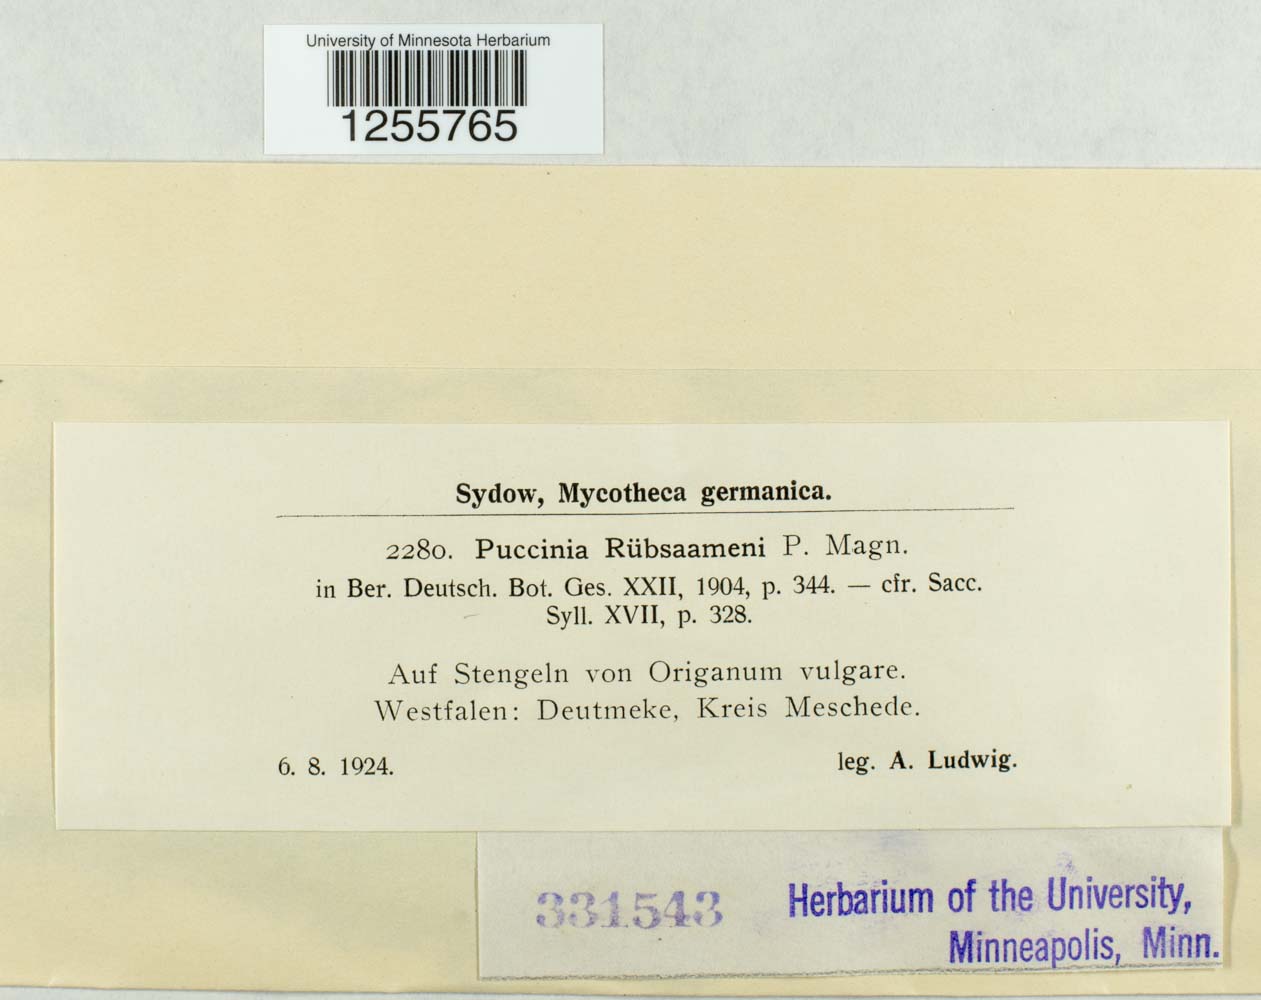 University of Minnesota Herbarium
1255765
Sydow, Mycotheca germanica.
2280. Puccinia Rübsaameni P. Magn.
in Ber. Deutsch. Bot. Ges. XXII, 1904, p. 344. — cfr. Sacc.
Syll. XVII, p. 328.
Auf Stengeln von Origanum vulgare.
Westfalen: Deutmeke, Kreis Meschede.
6. 8. 1924. leg. A. Ludwig.
331543 Herbarium of the University,
Minneapolis, Minn.